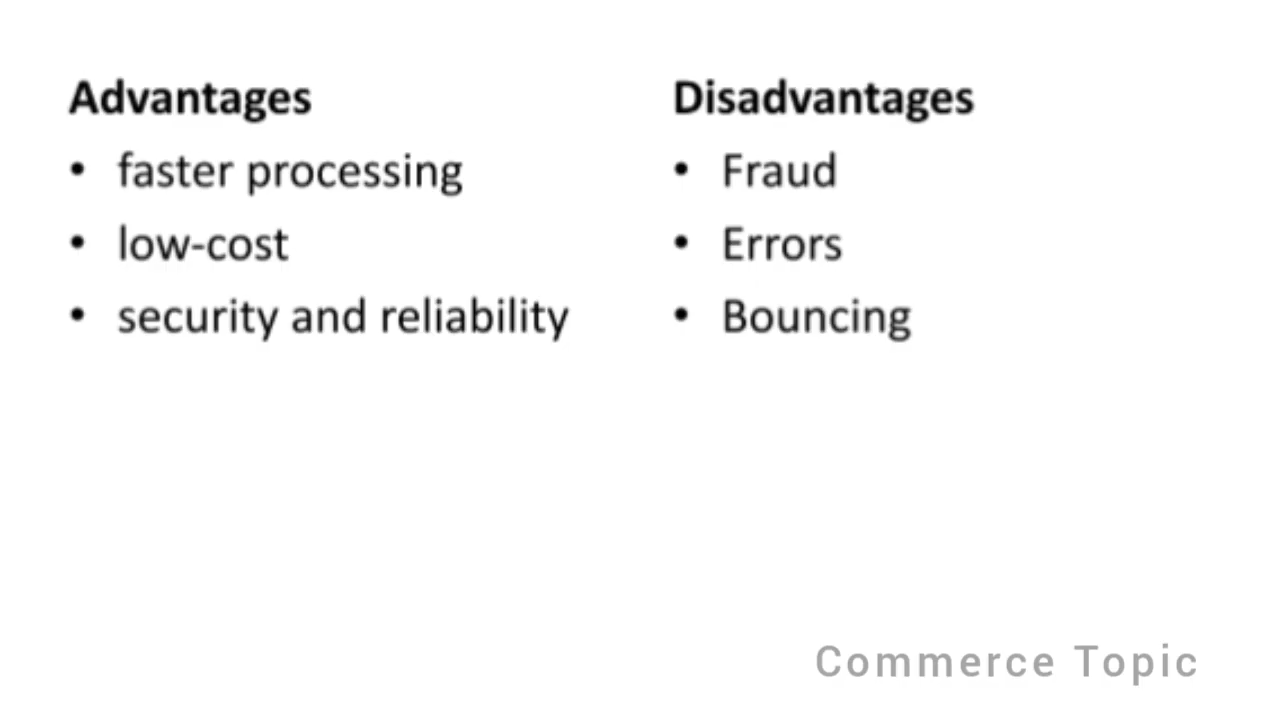 Advantages
• faster processing
• low-cost
• security and reliability
Disadvantages
• Fraud
• Errors
• Bouncing
Commerce Topic